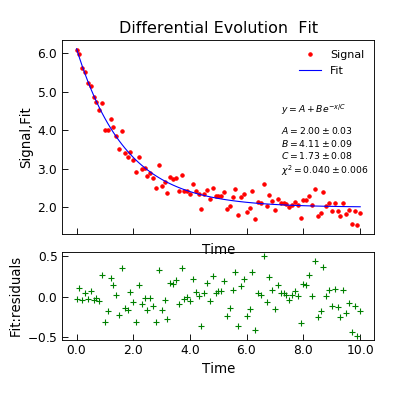 Differential Evolution  Fit
Signal,Fit
6.0
5.0
4.0
3.0
2.0
Signal
Fit
y = A + Be^{-x/C}
A = 2.00 ± 0.03
B = 4.11 ± 0.09
C = 1.73 ± 0.08
χ² = 0.040 ± 0.006
Time
Fit:residuals
0.5
0.0
−0.5
0.0 2.0 4.0 6.0 8.0 10.0
Time